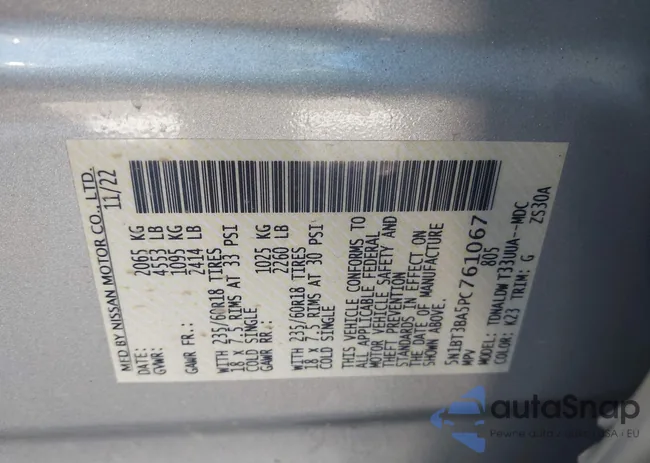 MFD BY NISSAN MOTOR CO., LTD.
DATE: 11/22
GVWR: 2065 KG
4553 LB
GAWR FR.: 1095 KG
2414 LB
WITH 235/60R18 TIRES
18 X 7.5 RIMS AT 33 PSI
COLD SINGLE
GAWR RR: 1025 KG
2260 LB
WITH 235/60R18 TIRES
18 X 7.5 RIMS AT 30 PSI
COLD SINGLE
THIS VEHICLE CONFORMS TO
ALL APPLICABLE FEDERAL
MOTOR VEHICLE SAFETY AND
THEFT PREVENTION
STANDARDS IN EFFECT ON
THE DATE OF MANUFACTURE
SHOWN ABOVE.
5N1BT3BA5PC761067
MPV 805
TDNALDW T33UUA--MDC
COLOR: K23 TRIM: G ZS30A
autoSnap
Pewne auta z USA / EU